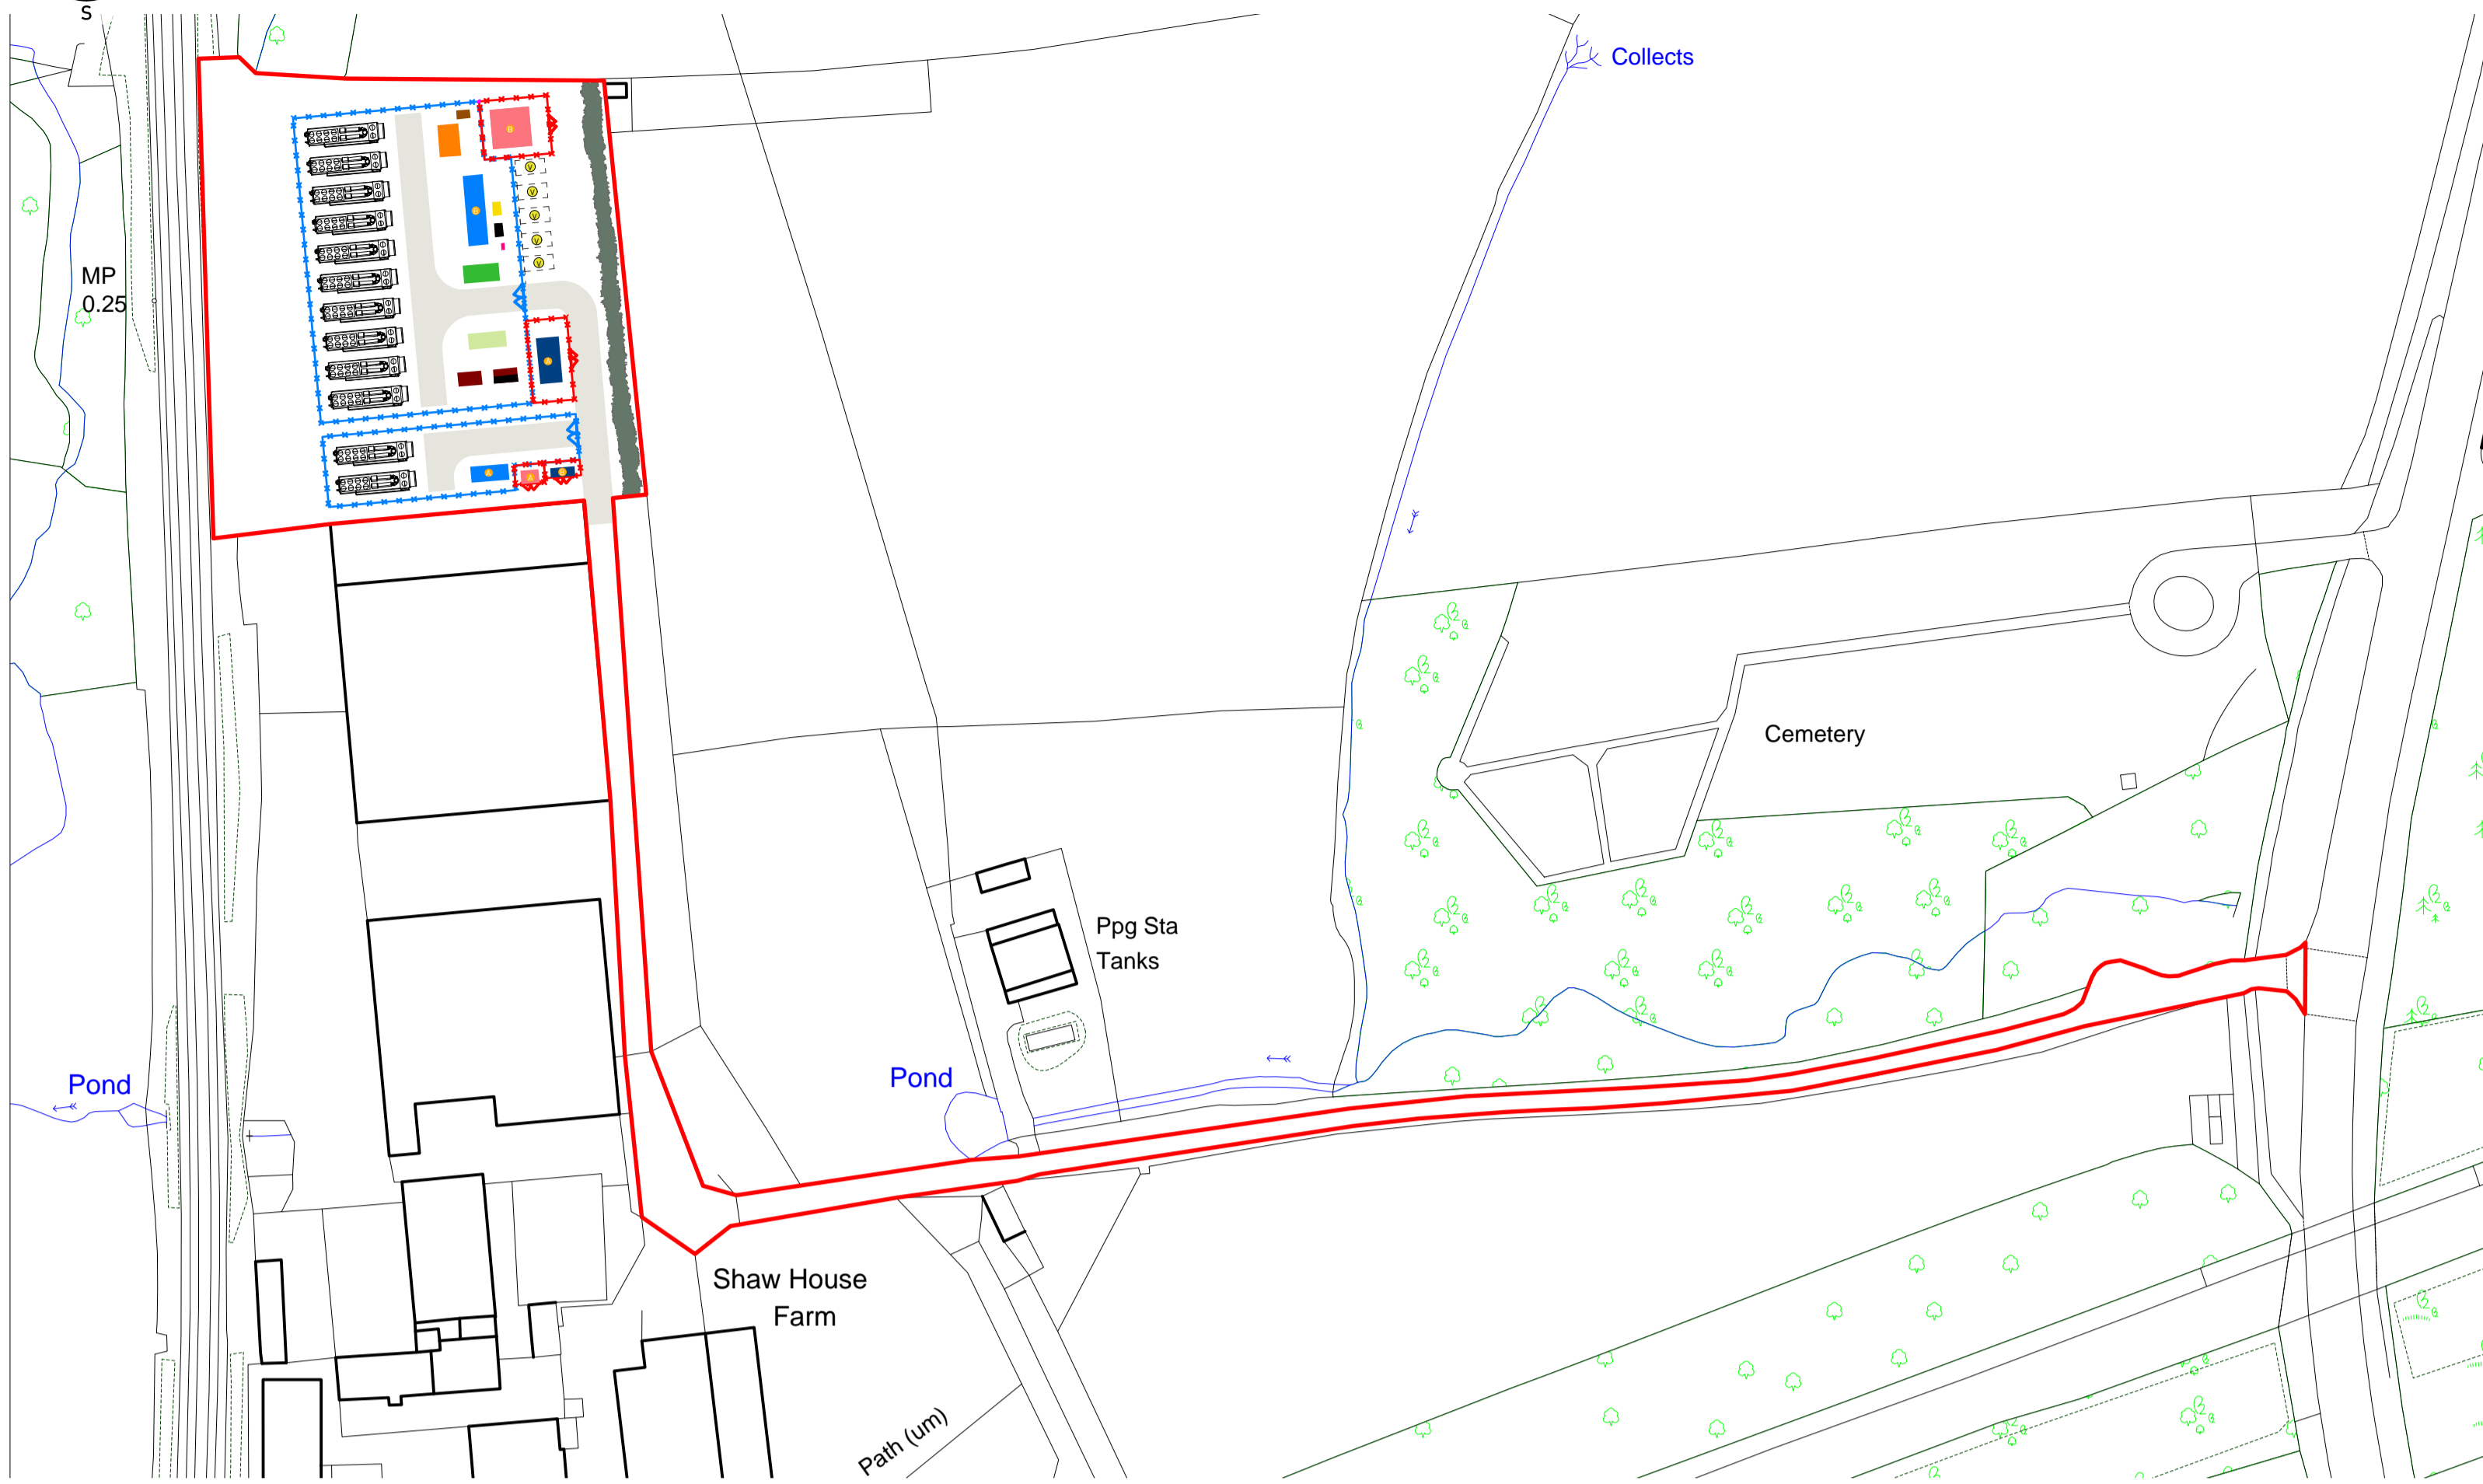 S
Collects
MP
0.25
Cemetery
Ppg Sta
Tanks
Pond
Pond
Shaw House
Farm
Path (um)